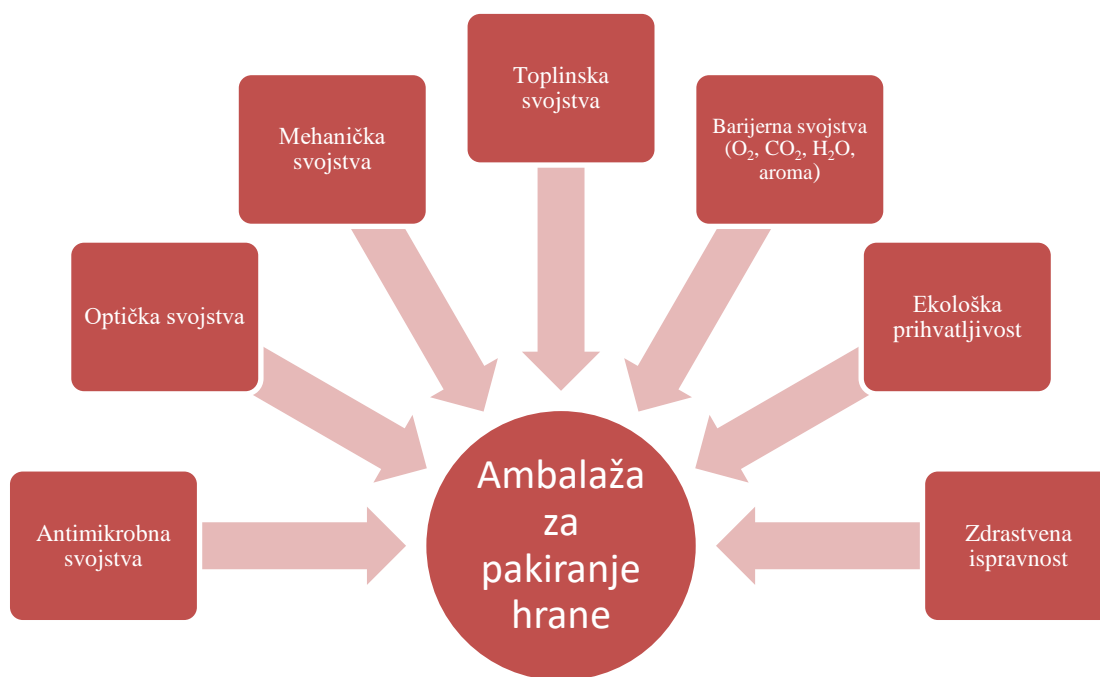 Toplinska
svojstva
Mehanička
svojstva
Barijerna svojstva
(O₂, CO₂, H₂O,
aroma)
Optička svojstva
Ekološka
prihvatljivost
Antimikrobna
svojstva
Zdrastvena
ispravnost
Ambalaža
za
pakiranje
hrane